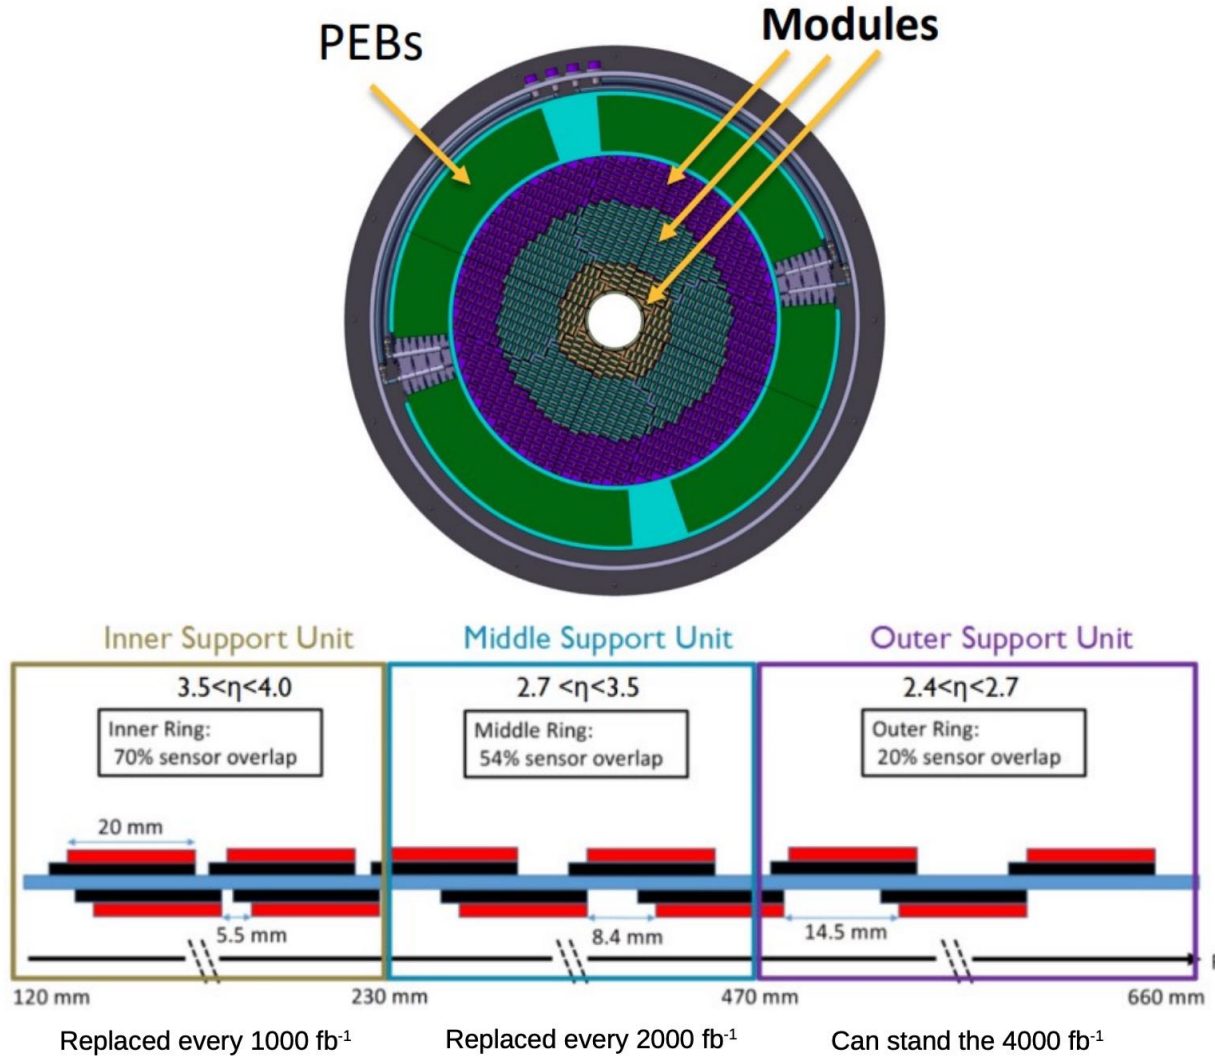 PEBs
Modules
Inner Support Unit
Middle Support Unit
Outer Support Unit
3.5<η<4.0
2.7 <η<3.5
2.4<η<2.7
Inner Ring:
70% sensor overlap
Middle Ring:
54% sensor overlap
Outer Ring:
20% sensor overlap
20 mm
5.5 mm
8.4 mm
14.5 mm
120 mm
230 mm
470 mm
660 mm
Replaced every 1000 fb⁻¹
Replaced every 2000 fb⁻¹
Can stand the 4000 fb⁻¹